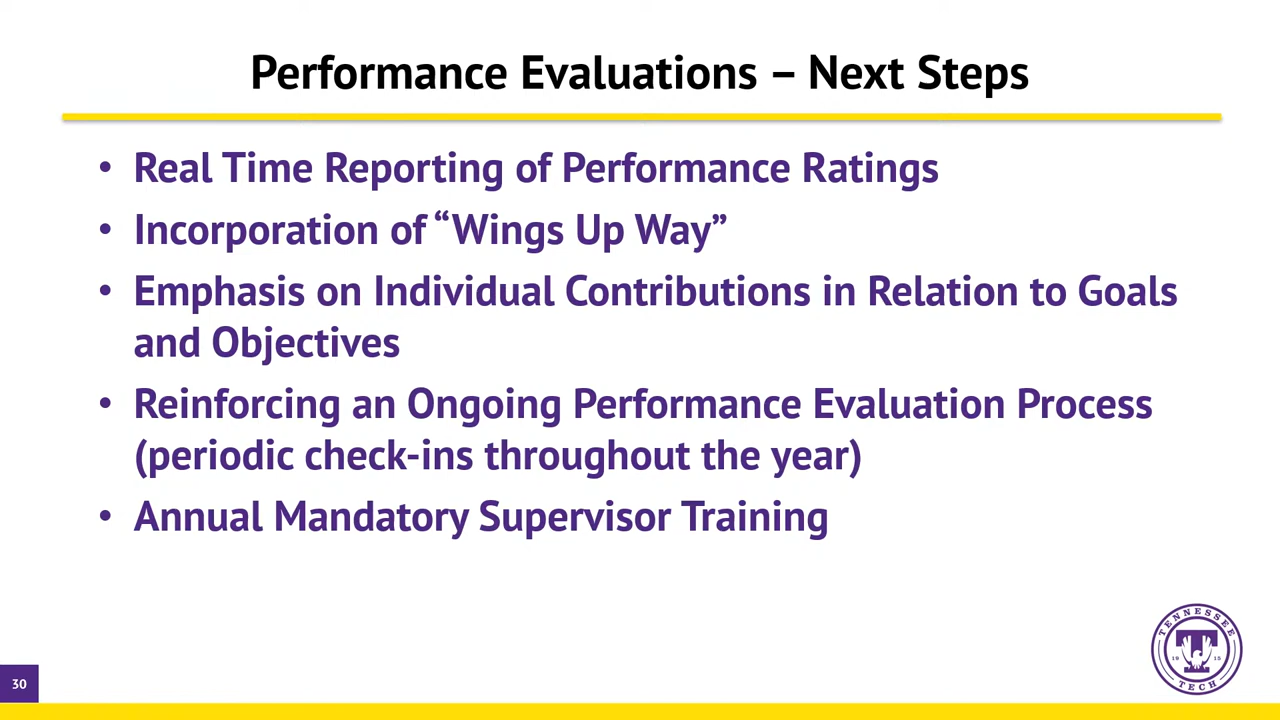 Performance Evaluations – Next Steps
• Real Time Reporting of Performance Ratings
• Incorporation of “Wings Up Way”
• Emphasis on Individual Contributions in Relation to Goals
and Objectives
• Reinforcing an Ongoing Performance Evaluation Process
(periodic check-ins throughout the year)
• Annual Mandatory Supervisor Training
TENNESSEE
T
19 15
TECH
30